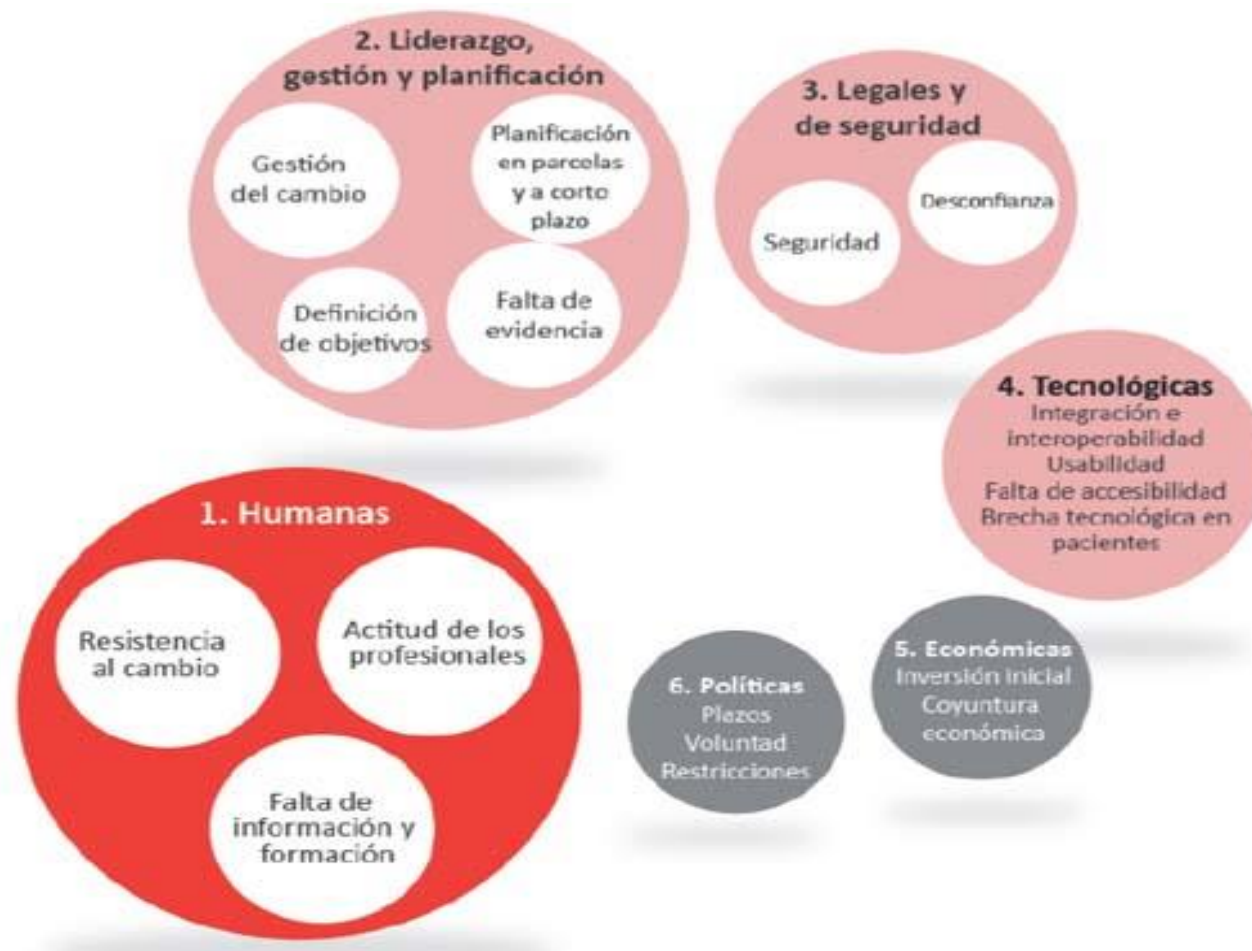 2. Liderazgo,
gestión y planificación
Gestión
del cambio
Planificación
en parcelas
y a corto
plazo
Definición
de objetivos
Falta de
evidencia
3. Legales y
de seguridad
Seguridad
Desconfianza
4. Tecnológicas
Integración e
interoperabilidad
Usabilidad
Falta de accesibilidad
Brecha tecnológica en
pacientes
1. Humanas
Resistencia
al cambio
Actitud de los
profesionales
Falta de
información y
formación
6. Políticas
Plazos
Voluntad
Restricciones
5. Económicas
Inversión Inicial
Coyuntura
económica